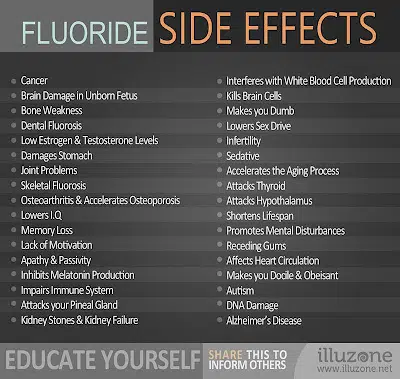 FLUORIDE SIDE EFFECTS
Cancer
Brain Damage in Unborn Fetus
Bone Weakness
Dental Fluorosis
Low Estrogen & Testosterone Levels
Damages Stomach
Joint Problems
Skeletal Fluorosis
Osteoarthritis & Accelerates Osteoporosis
Lowers I.Q
Memory Loss
Lack of Motivation
Apathy & Passivity
Inhibits Melatonin Production
Impairs Immune System
Attacks your Pineal Gland
Kidney Stones & Kidney Failure
Interferes with White Blood Cell Production
Kills Brain Cells
Makes you Dumb
Lowers Sex Drive
Infertility
Sedative
Accelerates the Aging Process
Attacks Thyroid
Attacks Hypothalamus
Shortens Lifespan
Promotes Mental Disturbances
Receding Gums
Affects Heart Circulation
Makes you Docile & Obeisant
Autism
DNA Damage
Alzheimer's Disease
EDUCATE YOURSELF
SHARE THIS TO
INFORM OTHERS
illuzone
www.illuzone.net